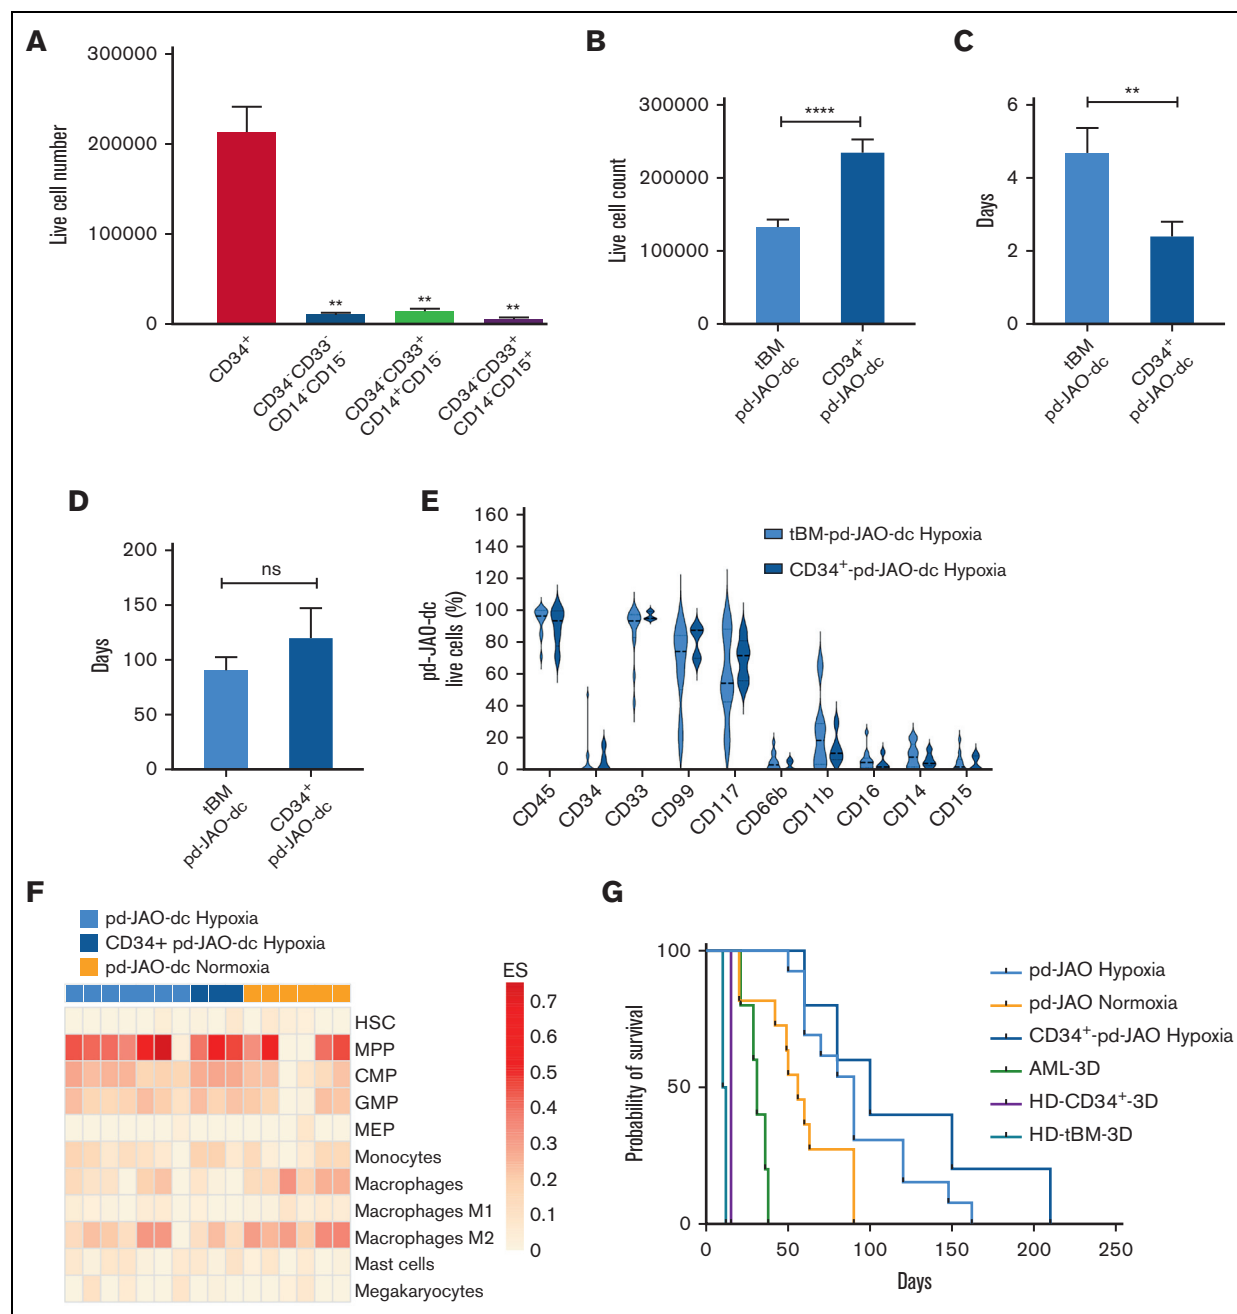 A
300000
200000
100000
0
Live cell number
**
**
**
CD34+
CD34-CD33-
CD14-CD15-
CD34-CD33+
CD14+CD15-
CD34-CD33+
CD14-CD15+
B
300000
200000
100000
0
Live cell count
****
tBM
pd-JAO-dc
CD34+
pd-JAO-dc
C
6
4
2
0
Days
**
tBM
pd-JAO-dc
CD34+
pd-JAO-dc
D
200
150
100
50
0
Days
ns
tBM
pd-JAO-dc
CD34+
pd-JAO-dc
E
160
140
120
100
80
60
40
20
0
pd-JAO-dc
live cells (%)
tBM-pd-JAO-dc Hypoxia
CD34+-pd-JAO-dc Hypoxia
CD45
CD34
CD33
CD99
CD117
CD66b
CD11b
CD16
CD14
CD15
F
pd-JAO-dc Hypoxia
CD34+ pd-JAO-dc Hypoxia
pd-JAO-dc Normoxia
HSC
MPP
CMP
GMP
MEP
Monocytes
Macrophages
Macrophages M1
Macrophages M2
Mast cells
Megakaryocytes
ES
0.7
0.6
0.5
0.4
0.3
0.2
0.1
0
G
100
50
0
Probability of survival
0
50
100
150
200
250
Days
pd-JAO Hypoxia
pd-JAO Normoxia
CD34+-pd-JAO Hypoxia
AML-3D
HD-CD34+-3D
HD-tBM-3D